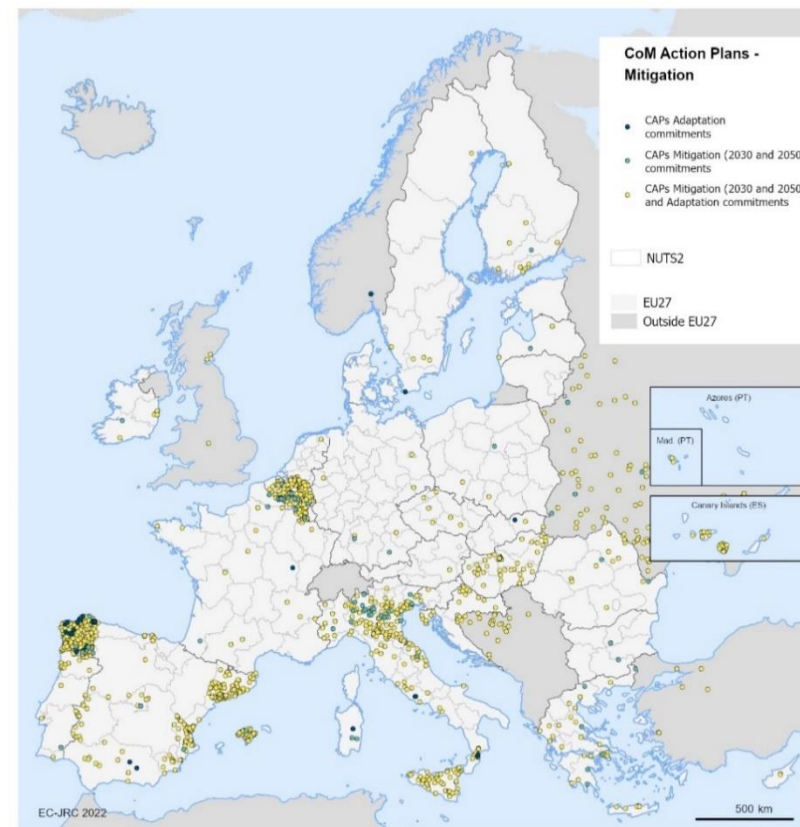 CoM Action Plans -
Mitigation
CAPs Adaptation
commitments
CAPs Mitigation (2030 and 2050
commitments
CAPs Mitigation (2030 and 2050
and Adaptation commitments
NUTS2
EU27
Outside EU27
Azores (PT)
Mad. (PT)
Canary Islands (ES)
EC-JRC 2022
500 km